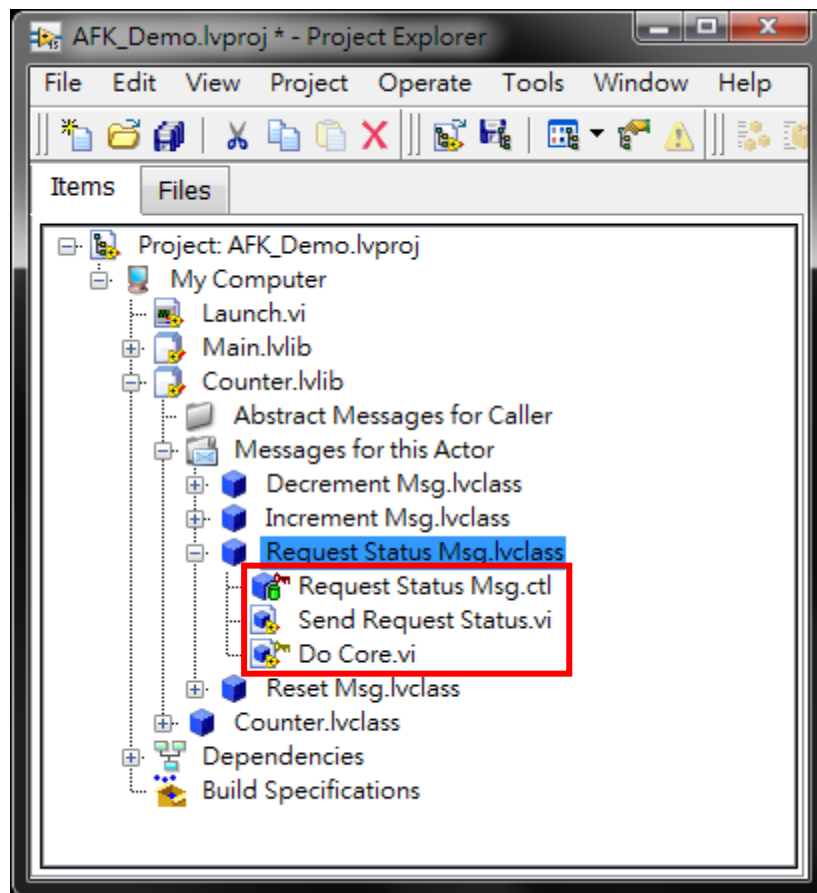 AFK_Demo.lvproj * - Project Explorer
File Edit View Project Operate Tools Window Help
Items Files
Project: AFK_Demo.lvproj
My Computer
Launch.vi
Main.lvlib
Counter.lvlib
Abstract Messages for Caller
Messages for this Actor
Decrement Msg.lvclass
Increment Msg.lvclass
Request Status Msg.lvclass
Request Status Msg.ctl
Send Request Status.vi
Do Core.vi
Reset Msg.lvclass
Counter.lvclass
Dependencies
Build Specifications